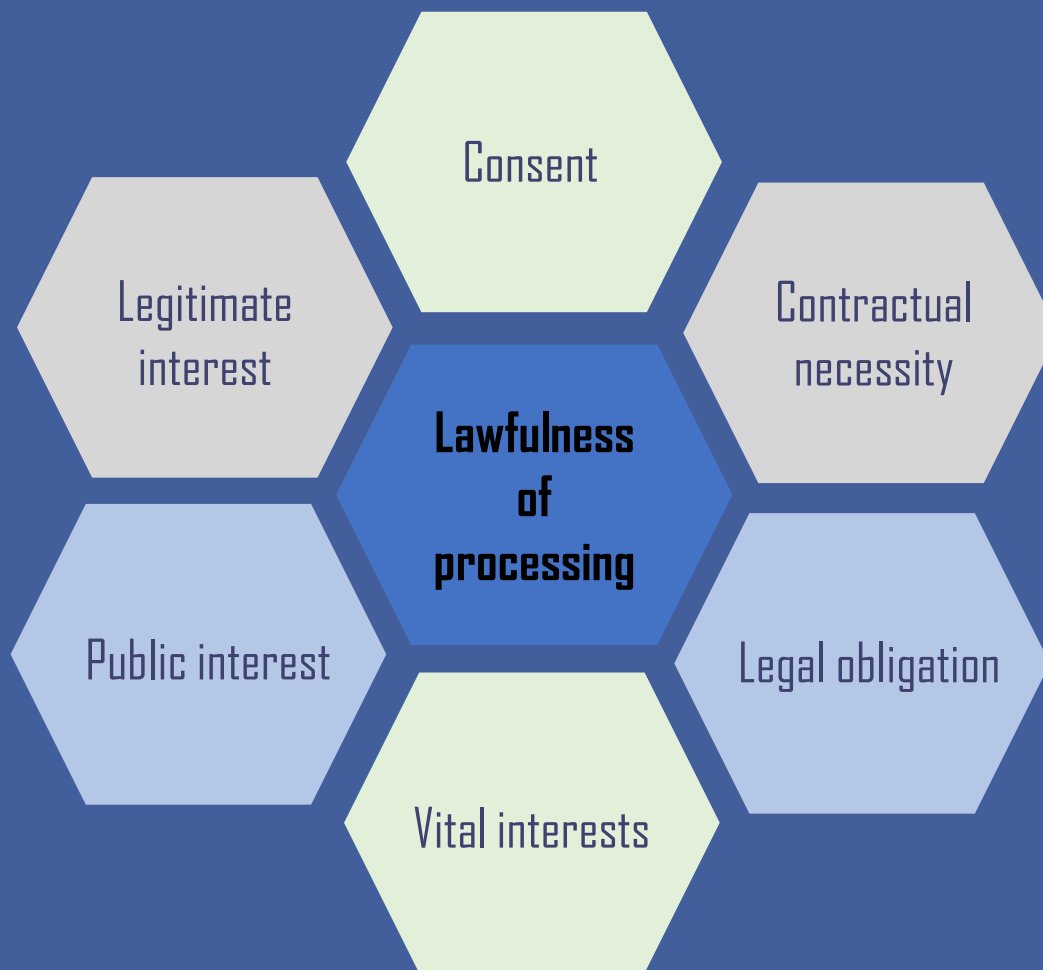 Consent
Legitimate
interest
Contractual
necessity
Lawfulness
of
processing
Public interest
Legal obligation
Vital interests